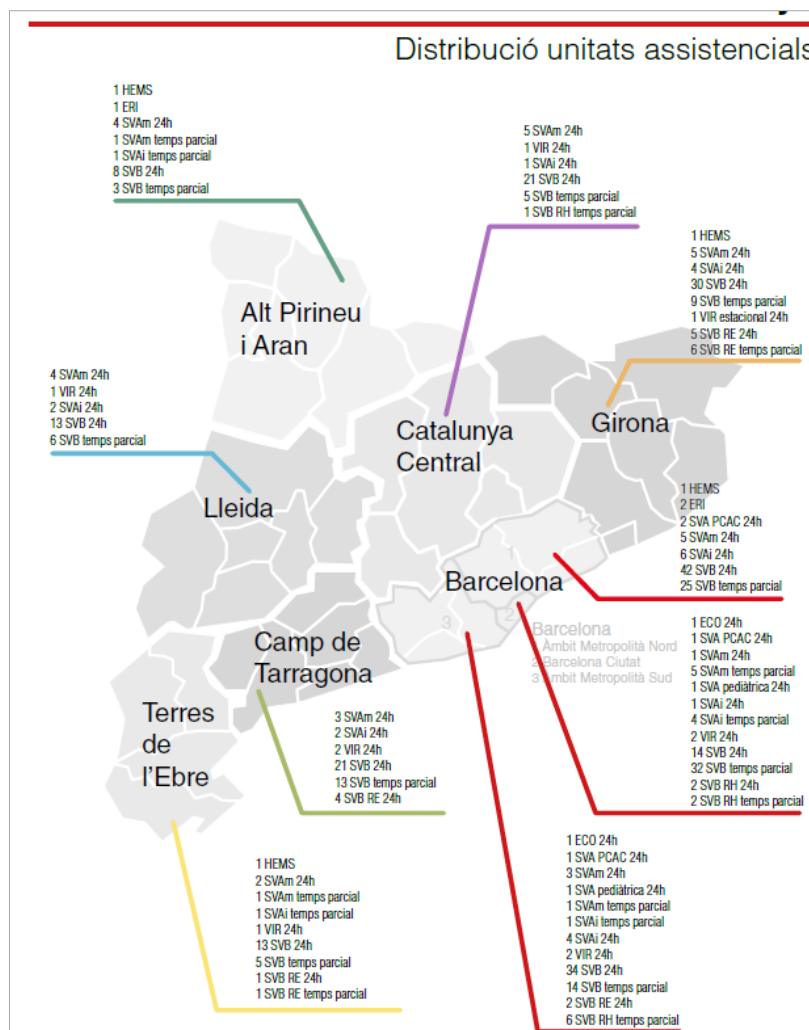 Distribució unitats assistencials
1 HEMS
1 ERI
4 SVAm 24h
1 SVAm temps parcial
1 SVAi temps parcial
8 SVB 24h
3 SVB temps parcial
5 SVAm 24h
1 VIR 24h
1 SVAi 24h
21 SVB 24h
5 SVB temps parcial
1 SVB RH temps parcial
1 HEMS
5 SVAm 24h
4 SVAi 24h
30 SVB 24h
9 SVB temps parcial
1 VIR estacional 24h
5 SVB RE 24h
6 SVB RE temps parcial
Alt Pirineu
i Aran
4 SVAm 24h
1 VIR 24h
2 SVAi 24h
13 SVB 24h
6 SVB temps parcial
Catalunya
Central
Girona
Lleida
1 HEMS
2 ERI
2 SVA PCAC 24h
5 SVAm 24h
6 SVAi 24h
42 SVB 24h
25 SVB temps parcial
1
Barcelona
2
3
Barcelona
Àmbit Metropolità Nord
2 Barcelona Ciutat
3 Àmbit Metropolità Sud
1 ECO 24h
1 SVA PCAC 24h
1 SVAm 24h
5 SVAm temps parcial
1 SVA pediàtrica 24h
1 SVAi 24h
4 SVAi temps parcial
2 VIR 24h
14 SVB 24h
32 SVB temps parcial
2 SVB RH 24h
2 SVB RH temps parcial
Camp de
Tarragona
Terres
de
l'Ebre
3 SVAm 24h
2 SVAi 24h
2 VIR 24h
21 SVB 24h
13 SVB temps parcial
4 SVB RE 24h
1 HEMS
2 SVAm 24h
1 SVAm temps parcial
1 SVAi temps parcial
1 VIR 24h
13 SVB 24h
5 SVB temps parcial
1 SVB RE 24h
1 SVB RE temps parcial
1 ECO 24h
1 SVA PCAC 24h
3 SVAm 24h
1 SVA pediàtrica 24h
1 SVAm temps parcial
1 SVAi temps parcial
4 SVAi 24h
2 VIR 24h
34 SVB 24h
14 SVB temps parcial
2 SVB RE 24h
6 SVB RH temps parcial